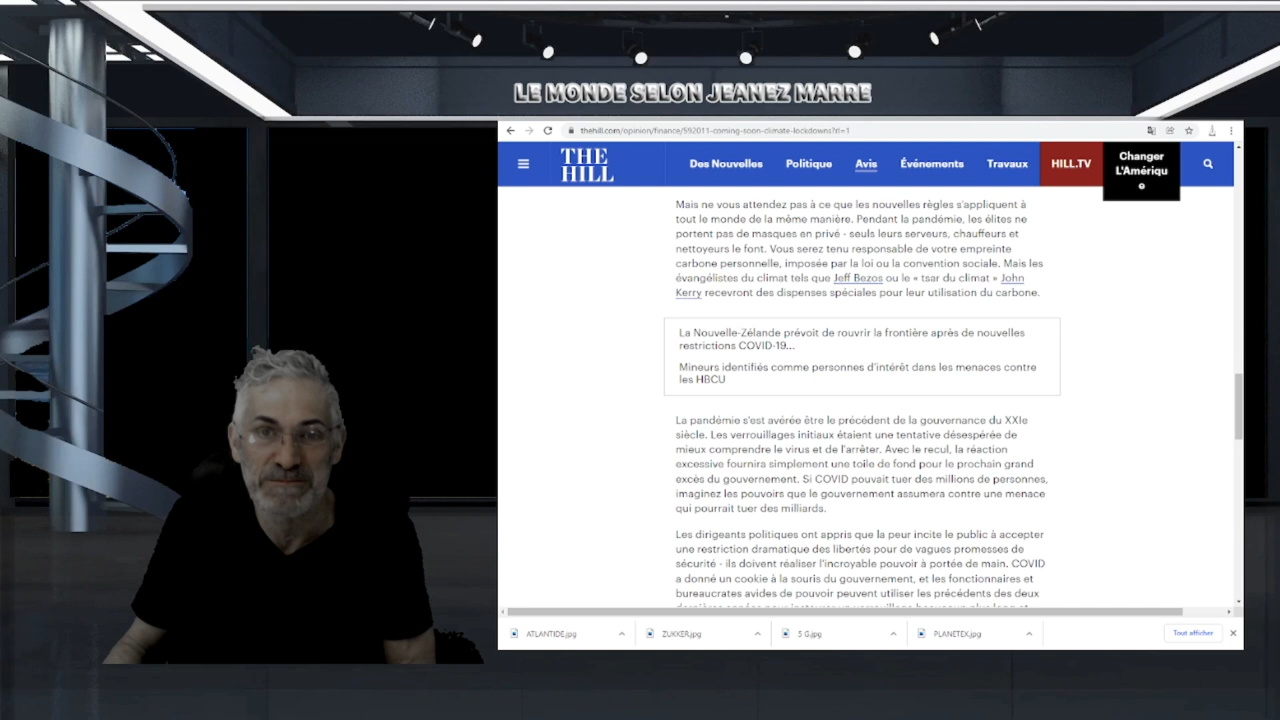 LE MONDE SELON JEANEZ MARRE
thehill.com/opinion/finance/592011-coming-soon-climate-lockdowns?rl=1
THE
HILL
Des Nouvelles
Politique
Avis
Événements
Travaux
HILL.TV
Changer
L'Amériqu
e
Mais ne vous attendez pas à ce que les nouvelles règles s'appliquent à
tout le monde de la même manière. Pendant la pandémie, les élites ne
portent pas de masques en privé - seuls leurs serveurs, chauffeurs et
nettoyeurs le font. Vous serez tenu responsable de votre empreinte
carbone personnelle, imposée par la loi ou la convention sociale. Mais les
évangélistes du climat tels que Jeff Bezos ou le « tsar du climat » John
Kerry recevront des dispenses spéciales pour leur utilisation du carbone.
La Nouvelle-Zélande prévoit de rouvrir la frontière après de nouvelles
restrictions COVID-19...
Mineurs identifiés comme personnes d'intérêt dans les menaces contre
les HBCU
La pandémie s'est avérée être le précédent de la gouvernance du XXIe
siècle. Les verrouillages initiaux étaient une tentative désespérée de
mieux comprendre le virus et de l'arrêter. Avec le recul, la réaction
excessive fournira simplement une toile de fond pour le prochain grand
excès du gouvernement. Si COVID pouvait tuer des millions de personnes,
imaginez les pouvoirs que le gouvernement assumera contre une menace
qui pourrait tuer des milliards.
Les dirigeants politiques ont appris que la peur incite le public à accepter
une restriction dramatique des libertés pour de vagues promesses de
sécurité - ils doivent réaliser l'incroyable pouvoir à portée de main. COVID
a donné un cookie à la souris du gouvernement, et les fonctionnaires et
bureaucrates avides de pouvoir peuvent utiliser les précédents des deux
ATLANTIDE.jpg
ZUKKER.jpg
5 G.jpg
PLANETEX.jpg
Tout afficher